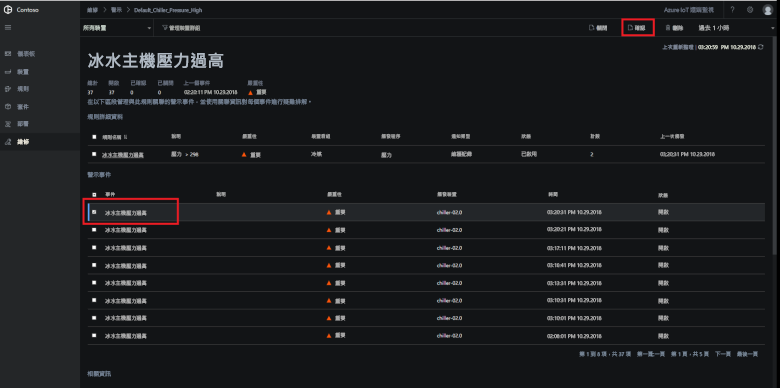 Contoso
維修 > 警示 > Default_Chiller_Pressure_High
Azure IoT 遠端監視
?
所有裝置
管理裝置群組
關閉
確認
刪除
過去 1 小時
上次重新整理 | 03:20:59 PM 10.29.2018
儀表板
裝置
規則
套件
部署
維修
冰水主機壓力過高
總計 開啟 已確認 已關閉 上一個事件 嚴重性
37 37 0 0 02:20:11 PM 10.29.2018 重要
在以下區段管理與此規則關聯的警示事件，並使用關聯資訊對每個事件進行疑難排解。
規則詳細資料
規則名稱 說明 嚴重性 裝置群組 觸發程序 通知類型 狀態 計數 上一次觸發
冰水主機壓力過高 壓力 > 298 重要 冷煤 壓力 維護記錄 已啟用 2 03:20:31 PM 10.29.2018
警示事件
事件 說明 嚴重性 觸發裝置 時間 狀態
冰水主機壓力過高 重要 chiller-02.0 03:20:31 PM 10.29.2018 開啟
冰水主機壓力過高 重要 chiller-02.0 03:20:21 PM 10.29.2018 開啟
冰水主機壓力過高 重要 chiller-02.0 03:17:11 PM 10.29.2018 開啟
冰水主機壓力過高 重要 chiller-02.0 03:16:41 PM 10.29.2018 開啟
冰水主機壓力過高 重要 chiller-02.0 03:13:31 PM 10.29.2018 開啟
冰水主機壓力過高 重要 chiller-02.0 03:10:31 PM 10.29.2018 開啟
冰水主機壓力過高 重要 chiller-02.0 03:10:01 PM 10.29.2018 開啟
冰水主機壓力過高 重要 chiller-02.0 02:08:01 PM 10.29.2018 開啟
第 1 到 8 項，共 37 項 第一頁 上一頁 第 1 頁，共 5 頁 下一頁 最後一頁
相關資訊